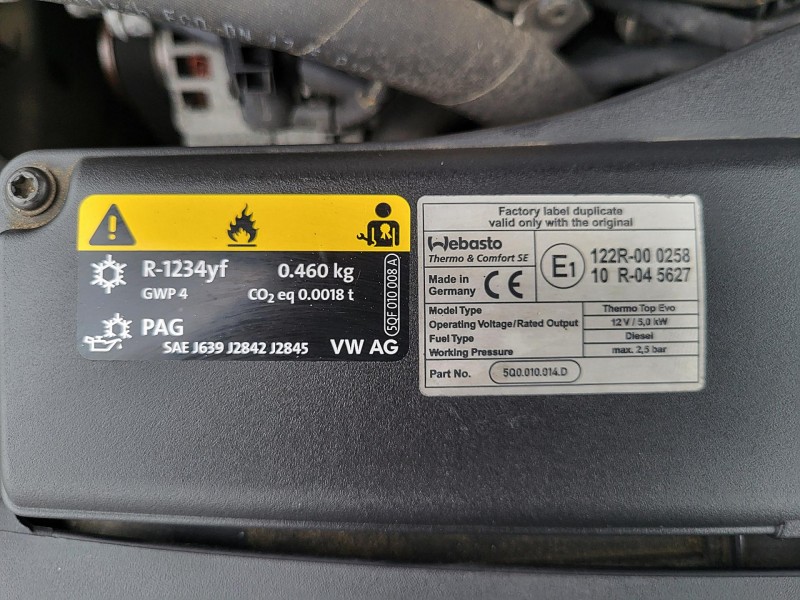 R-1234yf 0.460 kg
GWP 4 CO2 eq 0.0018 t
PAG
SAE J639 J2842 J2845 VW AG
5QF 010 008 A
Factory label duplicate
valid only with the original
Webasto
Thermo & Comfort SE
Made in
Germany
CE
E1
122R-00 0258
10 R-04 5627
Model Type Thermo Top Evo
Operating Voltage/Rated Output 12 V / 5,0 kW
Fuel Type Diesel
Working Pressure max. 2,5 bar
Part No. 5Q0.010.014.D